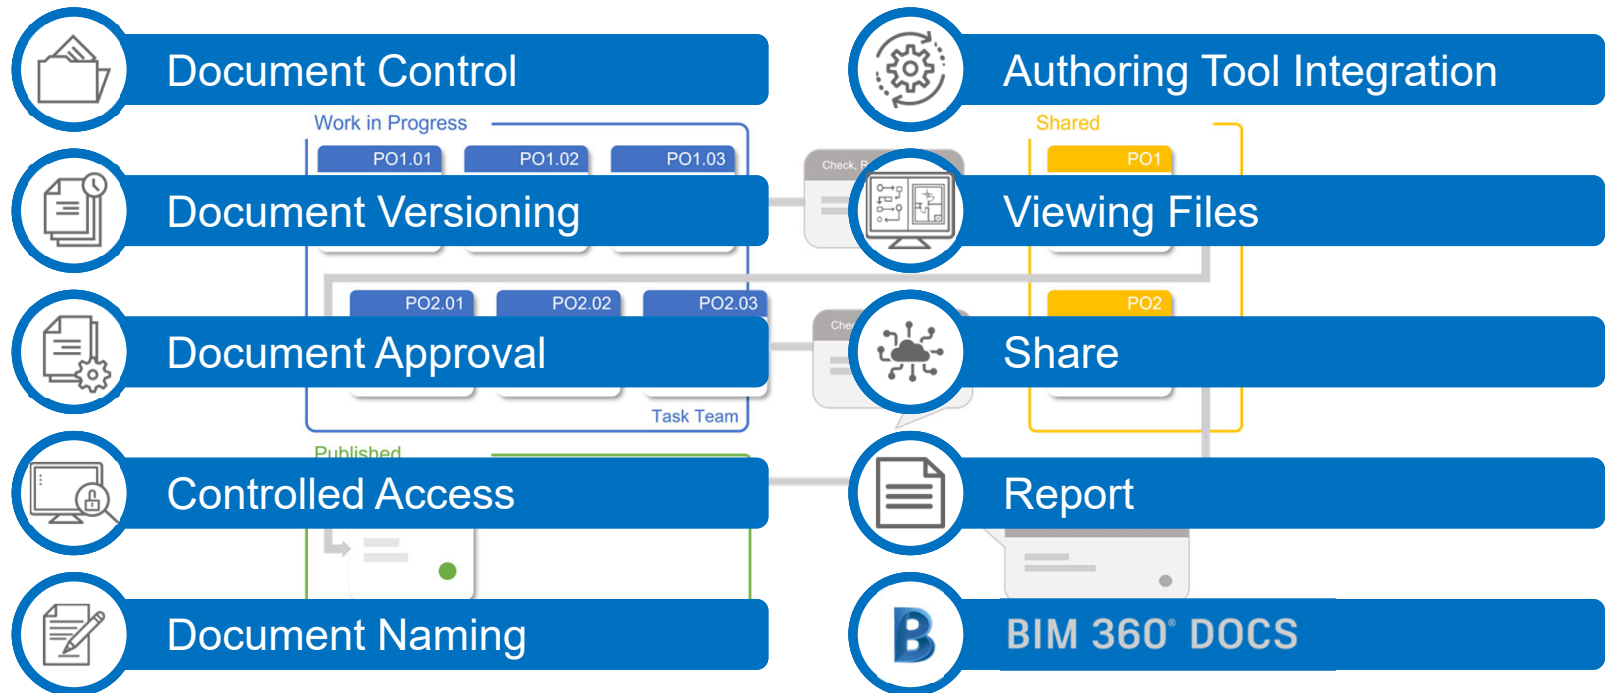 Document Control
Authoring Tool Integration
Work in Progress
Shared
PO1.01
PO1.02
PO1.03
Check,
PO1
Document Versioning
Viewing Files
PO2.01
PO2.02
PO2.03
PO2
Document Approval
Share
Task Team
Published
Controlled Access
Report
Document Naming
B
BIM 360® DOCS